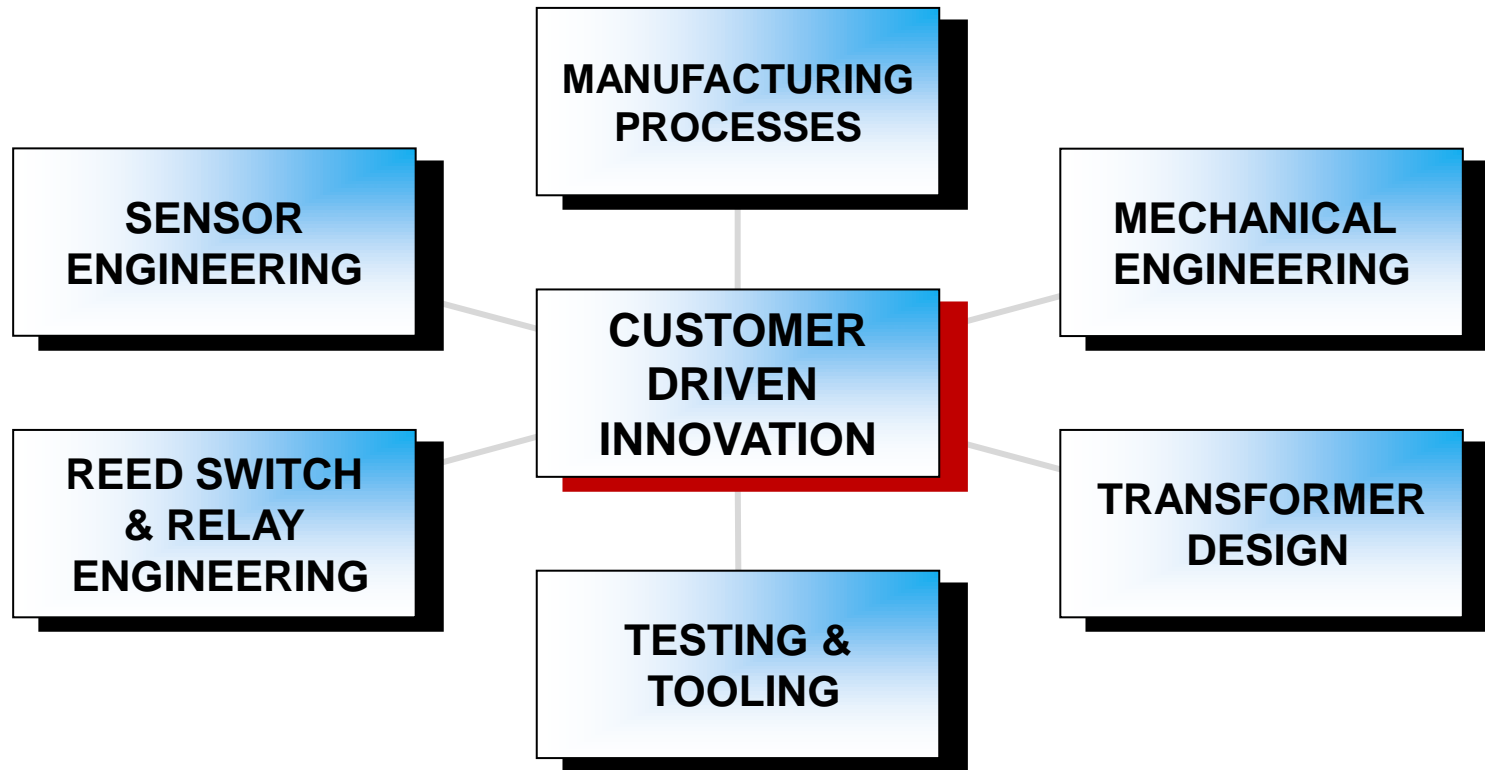 MANUFACTURING
PROCESSES
SENSOR
ENGINEERING
MECHANICAL
ENGINEERING
CUSTOMER
DRIVEN
INNOVATION
REED SWITCH
& RELAY
ENGINEERING
TRANSFORMER
DESIGN
TESTING &
TOOLING